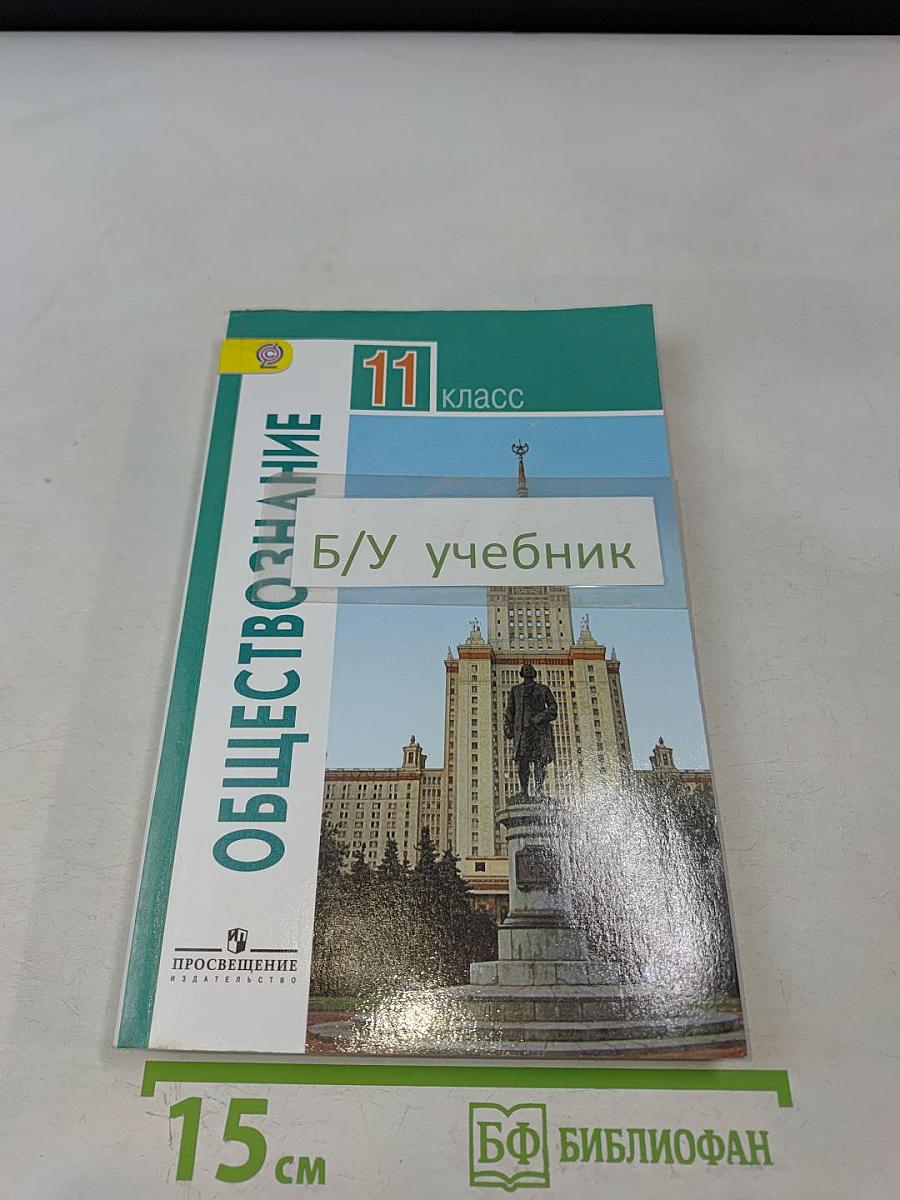 11 класс
ОБЩЕСТВОЗНАНИЕ
Б/У учебник
ПРОСВЕЩЕНИЕ
ИЗДАТЕЛЬСТВО
15 см
БФ БИБЛИОФАН